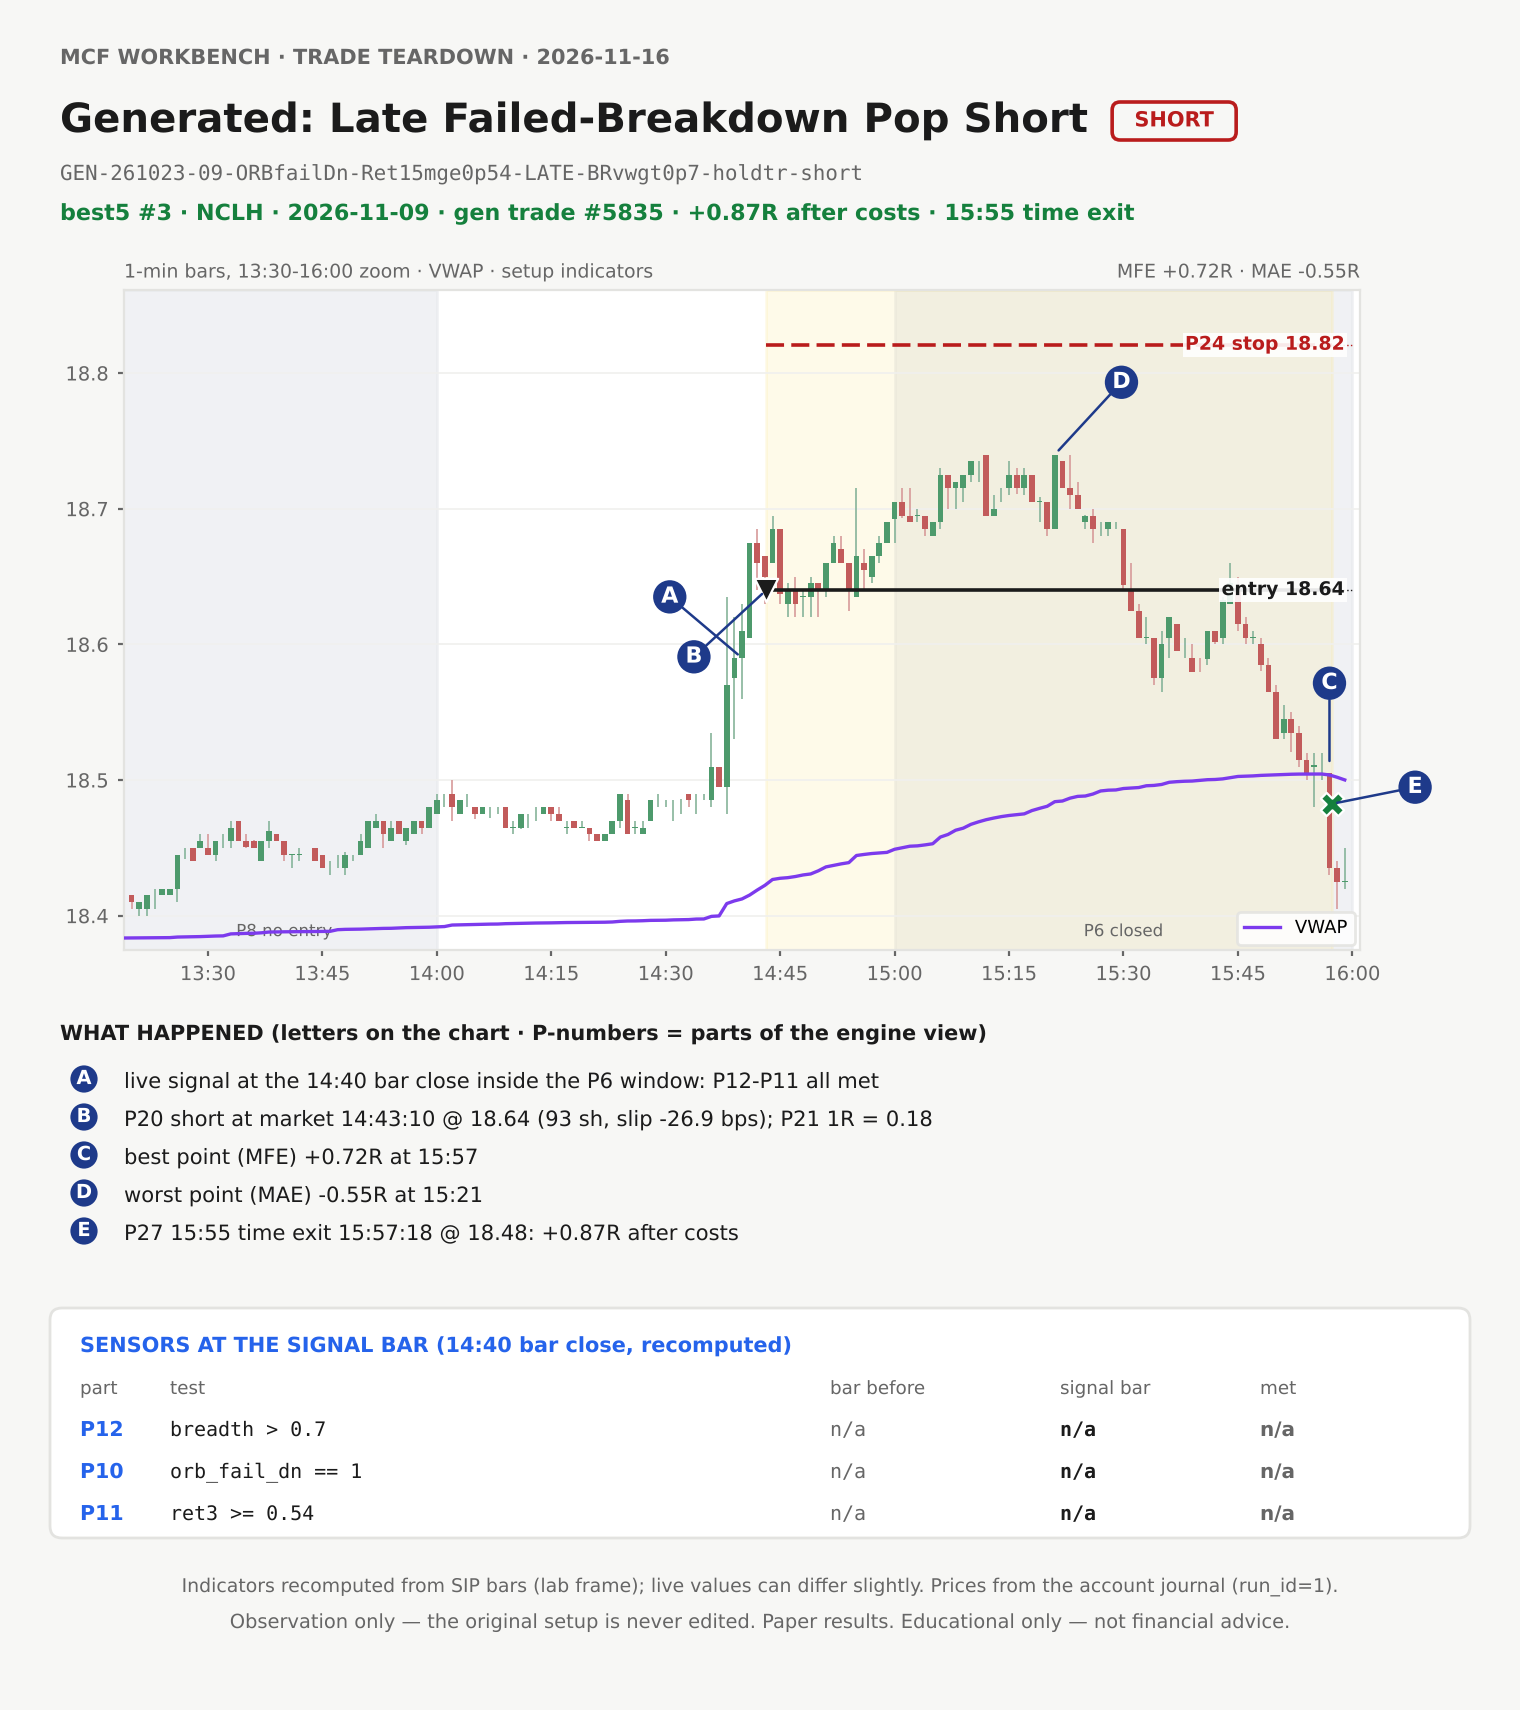 MCF WORKBENCH · TRADE TEARDOWN · 2026-11-16
Generated: Late Failed-Breakdown Pop Short SHORT
GEN-261023-09-ORBfailDn-Ret15mge0p54-LATE-BRvwgt0p7-holdtr-short
best5 #3 · NCLH · 2026-11-09 · gen trade #5835 · +0.87R after costs · 15:55 time exit
1-min bars, 13:30-16:00 zoom · VWAP · setup indicators MFE +0.72R · MAE -0.55R
P24 stop 18.82
18.8
D
18.7
A
entry 18.64
18.6
B
C
18.5
E
18.4
P8 no entry
P6 closed
VWAP
13:30 13:45 14:00 14:15 14:30 14:45 15:00 15:15 15:30 15:45 16:00
WHAT HAPPENED (letters on the chart · P-numbers = parts of the engine view)
A live signal at the 14:40 bar close inside the P6 window: P12-P11 all met
B P20 short at market 14:43:10 @ 18.64 (93 sh, slip -26.9 bps); P21 1R = 0.18
C best point (MFE) +0.72R at 15:57
D worst point (MAE) -0.55R at 15:21
E P27 15:55 time exit 15:57:18 @ 18.48: +0.87R after costs
SENSORS AT THE SIGNAL BAR (14:40 bar close, recomputed)
part test bar before signal bar met
P12 breadth > 0.7 n/a n/a n/a
P10 orb_fail_dn == 1 n/a n/a n/a
P11 ret3 >= 0.54 n/a n/a n/a
Indicators recomputed from SIP bars (lab frame); live values can differ slightly. Prices from the account journal (run_id=1).
Observation only — the original setup is never edited. Paper results. Educational only — not financial advice.